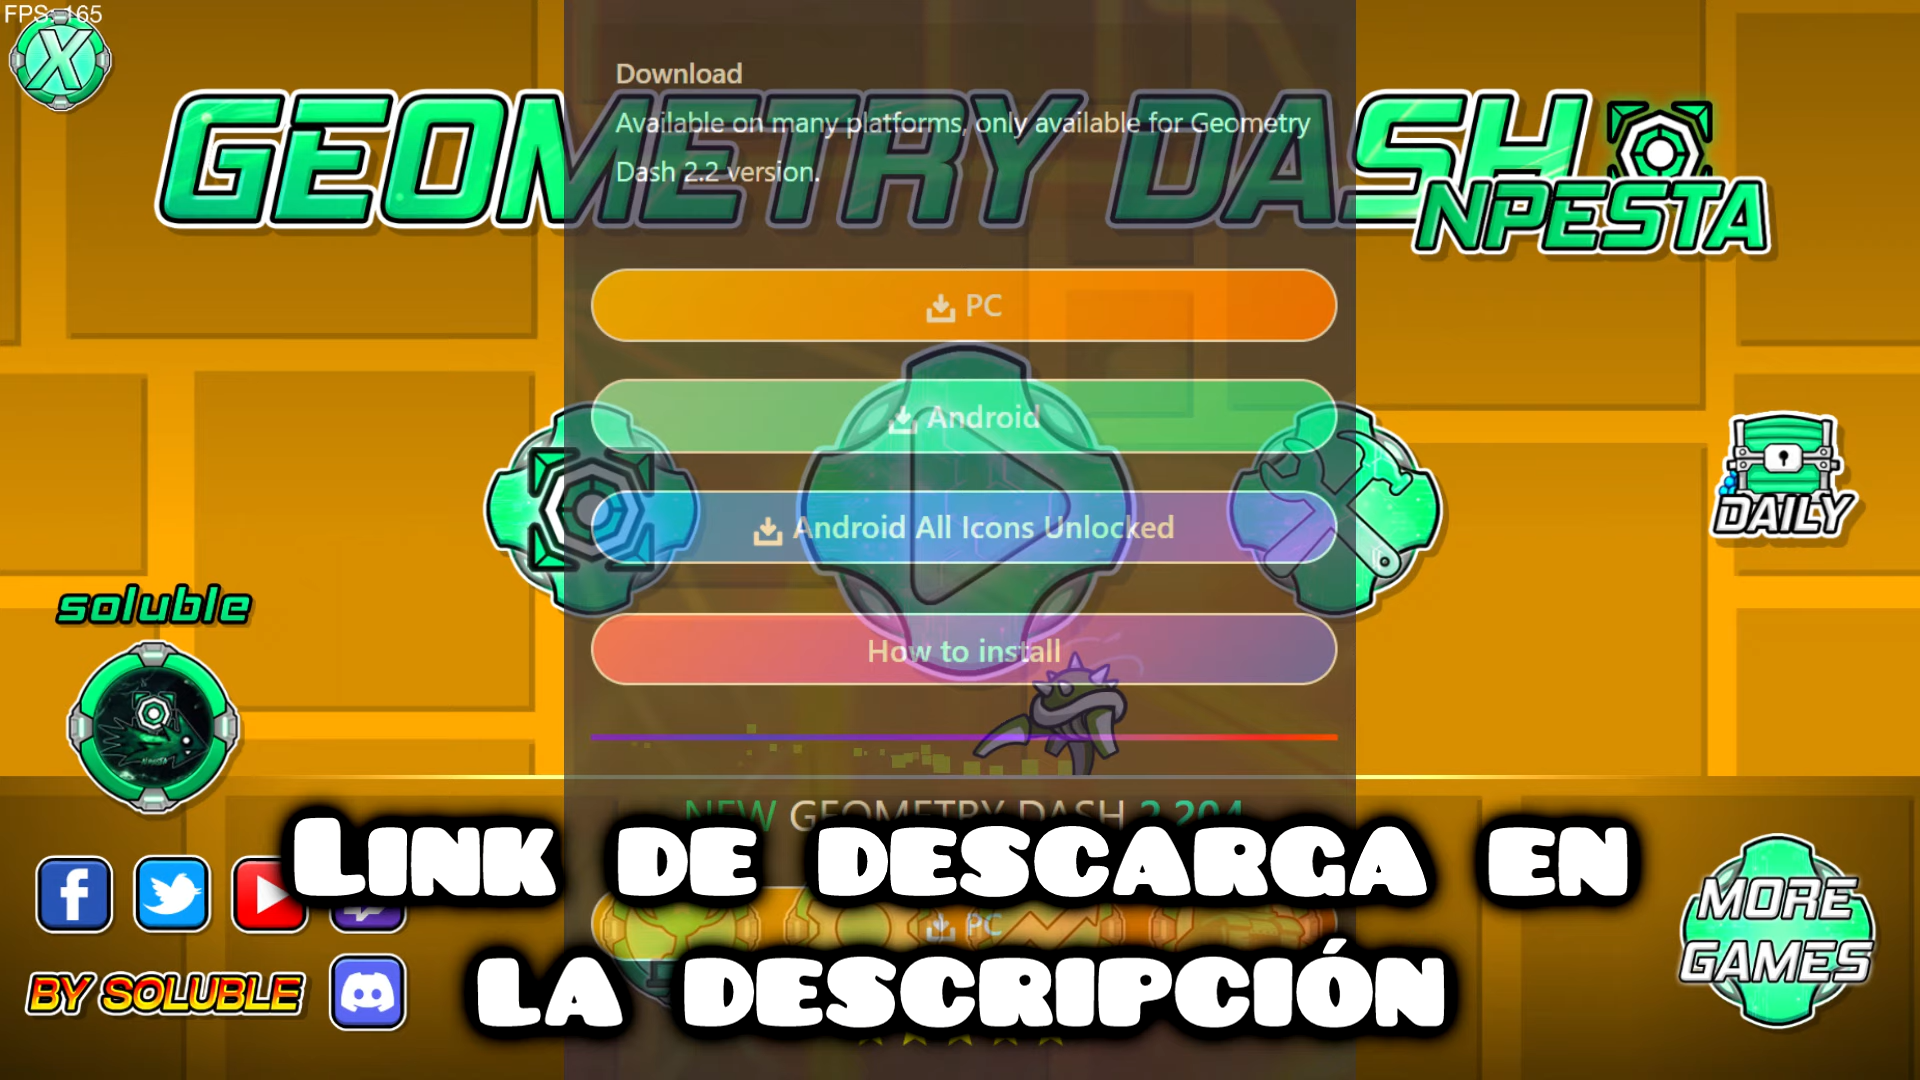 FPS: 165
X
Download
GEOMETRY DASH
NPESTA
Available on many platforms, only available for Geometry
Dash 2.2 version.
PC
Android
Android All Icons Unlocked
DAILY
soluble
How to install
NEW GEOMETRY DASH 2.204
LINK DE DESCARGA EN
LA DESCRIPCIÓN
PC
MORE
GAMES
BY SOLUBLE